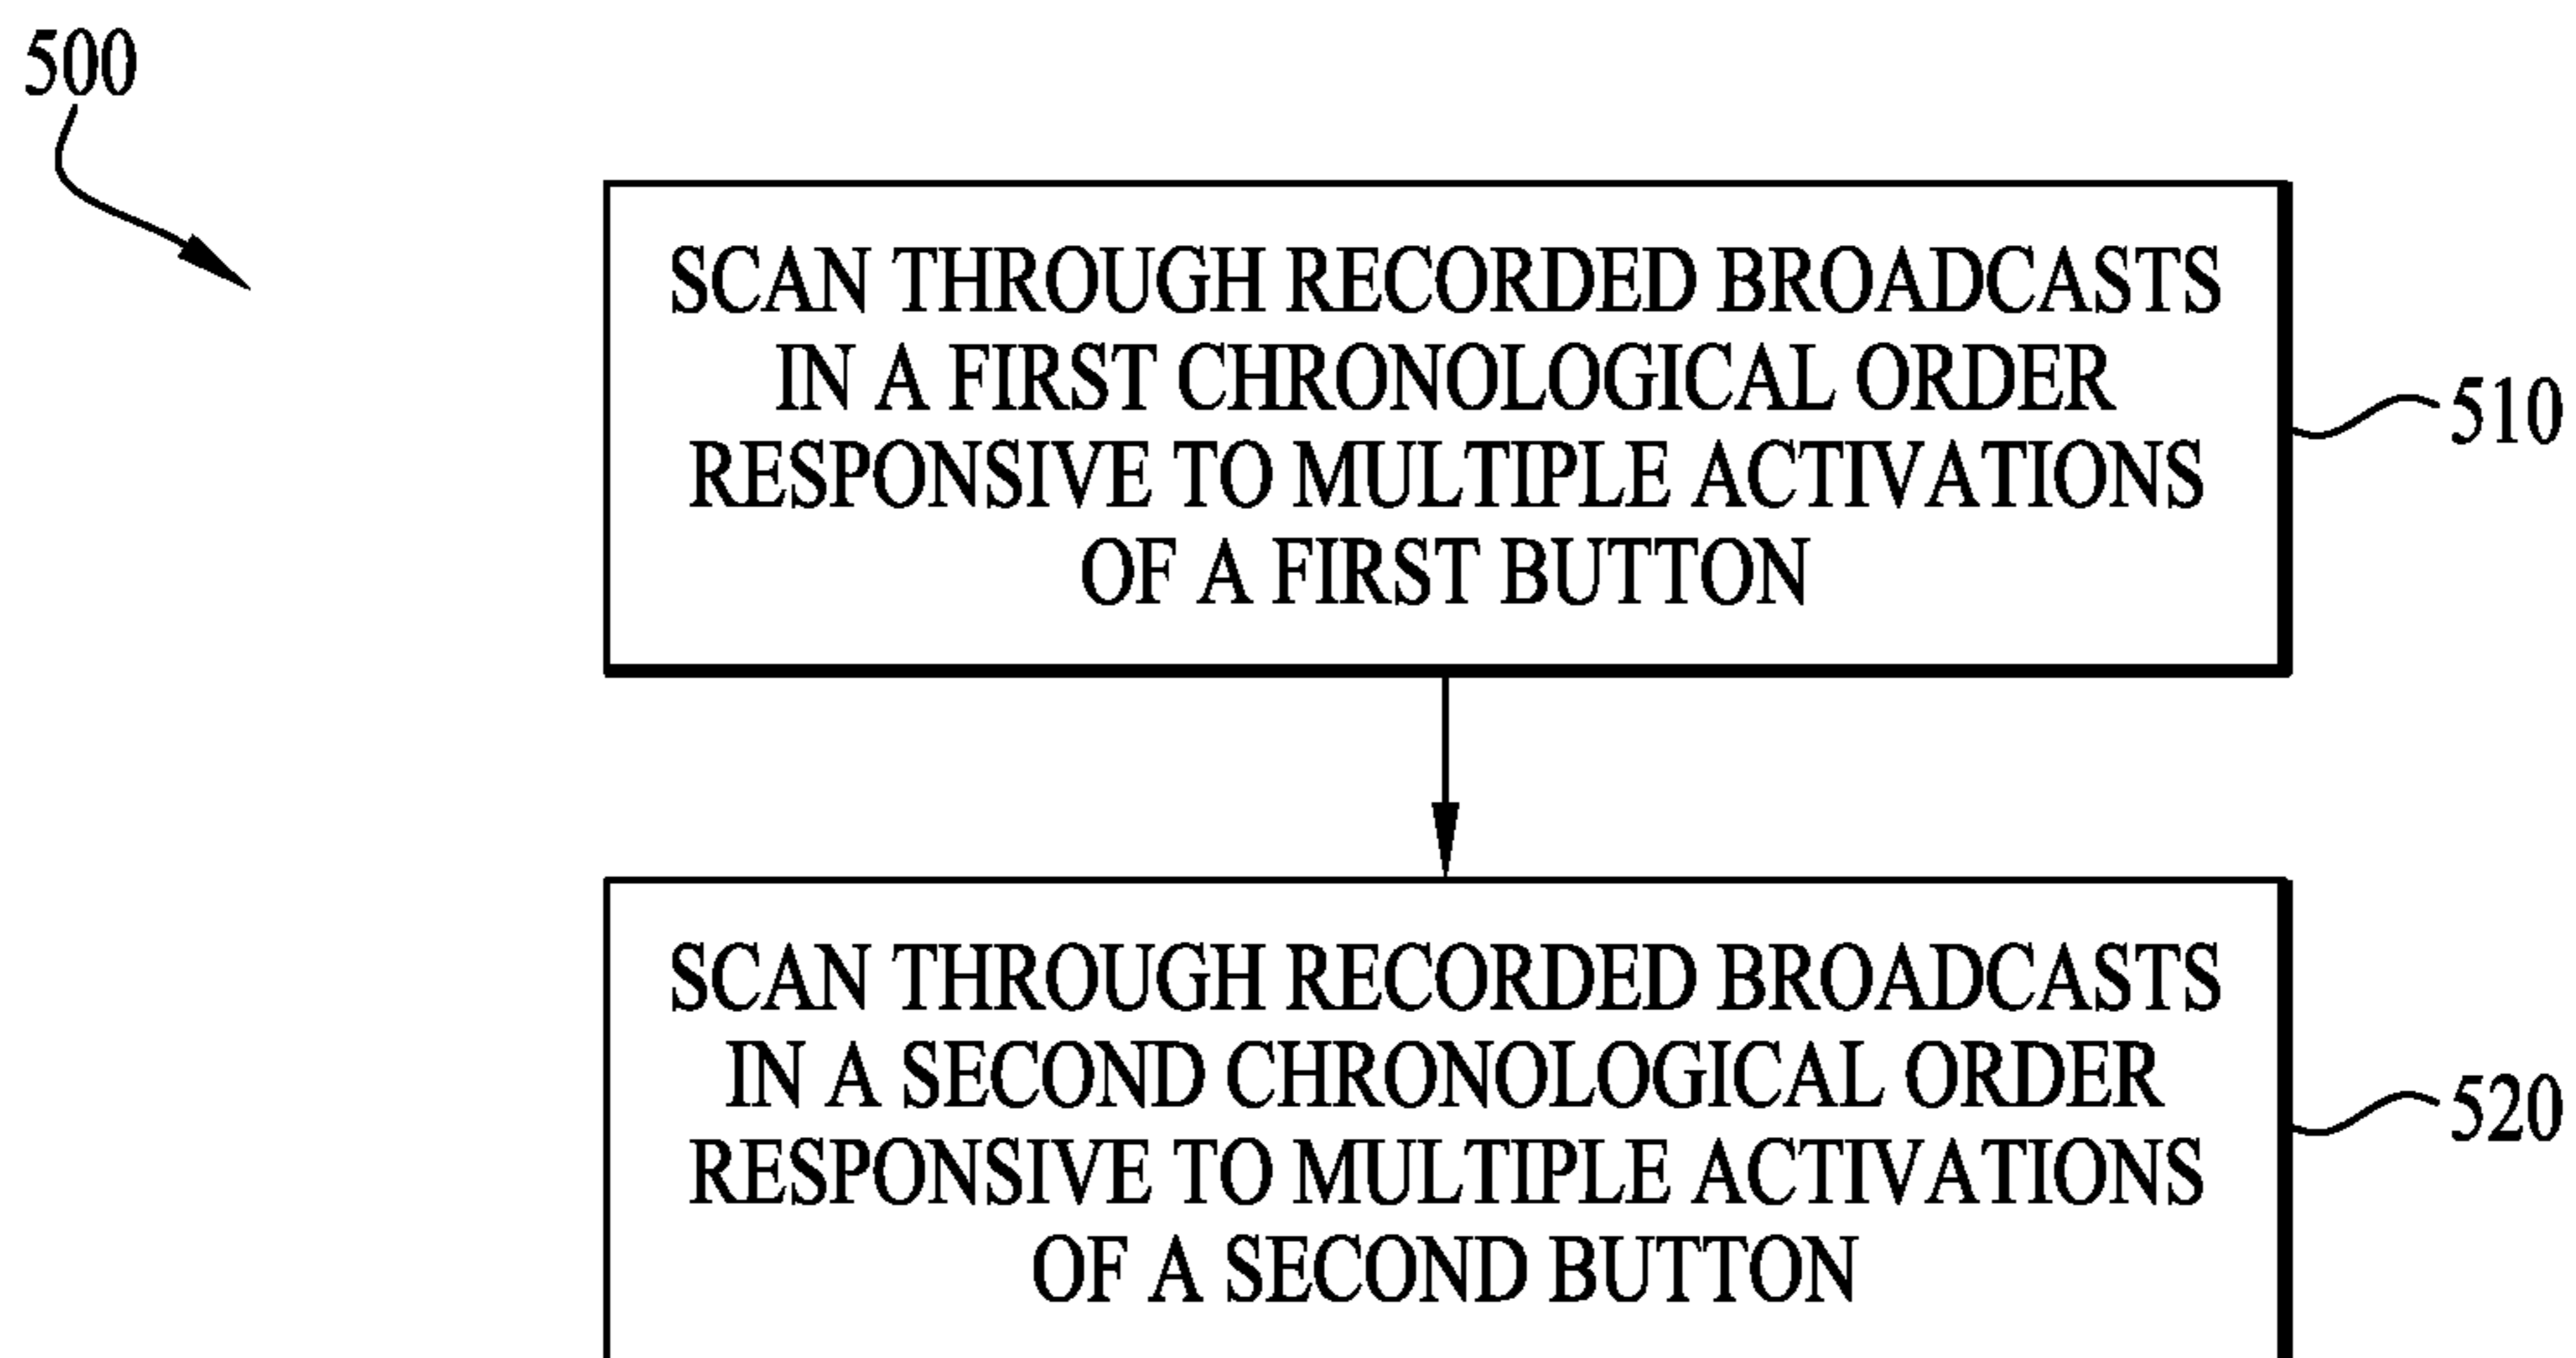 500
SCAN THROUGH RECORDED BROADCASTS
IN A FIRST CHRONOLOGICAL ORDER
RESPONSIVE TO MULTIPLE ACTIVATIONS
OF A FIRST BUTTON
510
SCAN THROUGH RECORDED BROADCASTS
IN A SECOND CHRONOLOGICAL ORDER
RESPONSIVE TO MULTIPLE ACTIVATIONS
OF A SECOND BUTTON
520